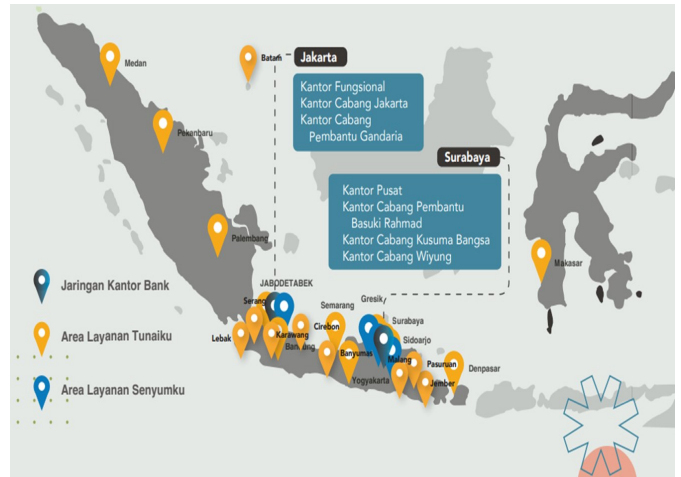 Medan
Batam
Jakarta
Kantor Fungsional
Kantor Cabang Jakarta
Kantor Cabang
Pembantu Gandaria
Pekanbaru
Surabaya
Kantor Pusat
Kantor Cabang Pembantu
Basuki Rahmad
Kantor Cabang Kusuma Bangsa
Kantor Cabang Wiyung
Palembang
Makasar
Jaringan Kantor Bank
Area Layanan Tunaiku
Area Layanan Senyumku
JABODETABEK
Serang
Lebak
Karawang
Bandung
Semarang
Cirebon
Gresik
Surabaya
Sidoarjo
Banyumas
Yogyakarta
Malang
Pasuruan
Jember
Denpasar